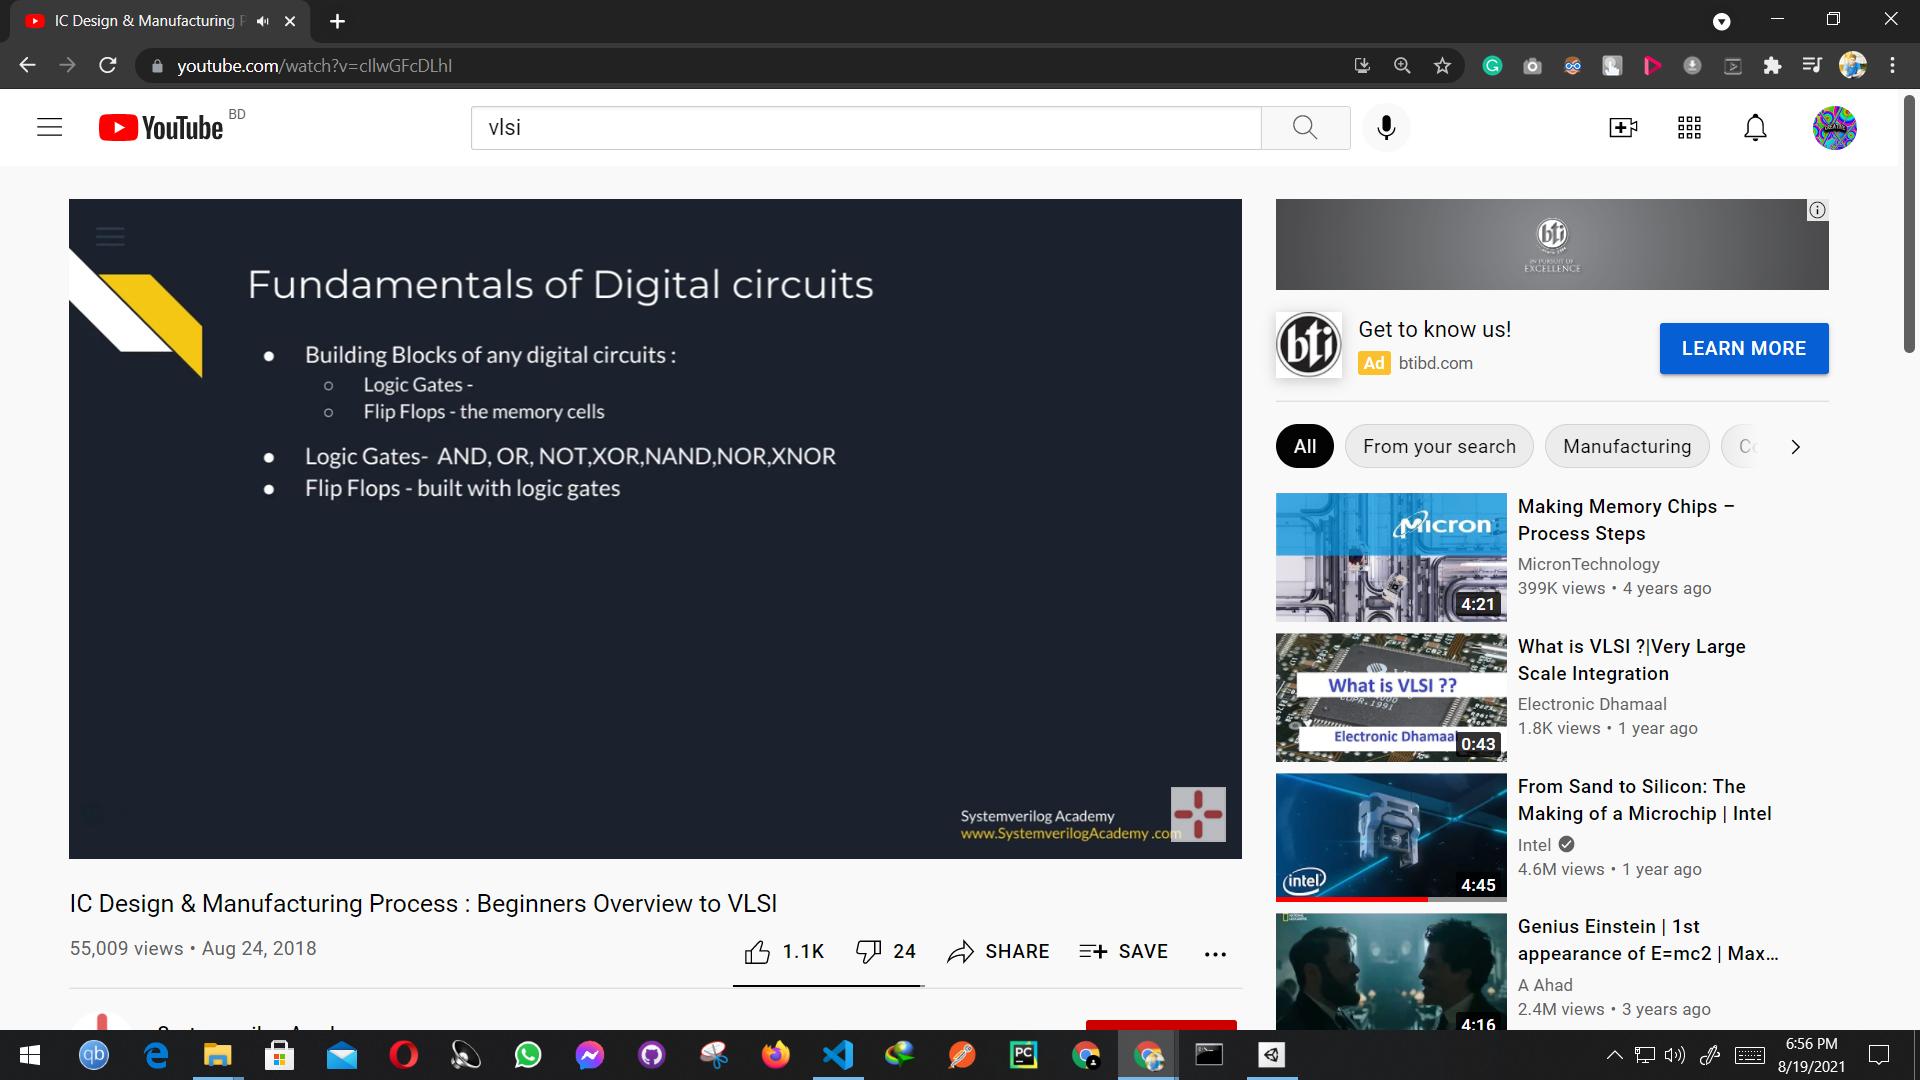 IC Design & Manufacturing P
youtube.com/watch?v=cIlwGFcDLhI
YouTube BD
vlsi
Fundamentals of Digital circuits
Building Blocks of any digital circuits :
Logic Gates -
Flip Flops - the memory cells
Logic Gates- AND, OR, NOT,XOR,NAND,NOR,XNOR
Flip Flops - built with logic gates
Systemverilog Academy
www.SystemverilogAcademy .com
IC Design & Manufacturing Process : Beginners Overview to VLSI
55,009 views • Aug 24, 2018
1.1K 24 SHARE SAVE
bti
IN PURSUIT OF
EXCELLENCE
bti
Get to know us!
Ad btibd.com
LEARN MORE
All From your search Manufacturing
Micron
4:21
Making Memory Chips –
Process Steps
MicronTechnology
399K views • 4 years ago
What is VLSI ??
Electronic Dhamaal
0:43
What is VLSI ?|Very Large
Scale Integration
Electronic Dhamaal
1.8K views • 1 year ago
intel
4:45
From Sand to Silicon: The
Making of a Microchip | Intel
Intel
4.6M views • 1 year ago
4:16
Genius Einstein | 1st
appearance of E=mc2 | Max...
A Ahad
2.4M views • 3 years ago
qb
PC
6:56 PM
8/19/2021